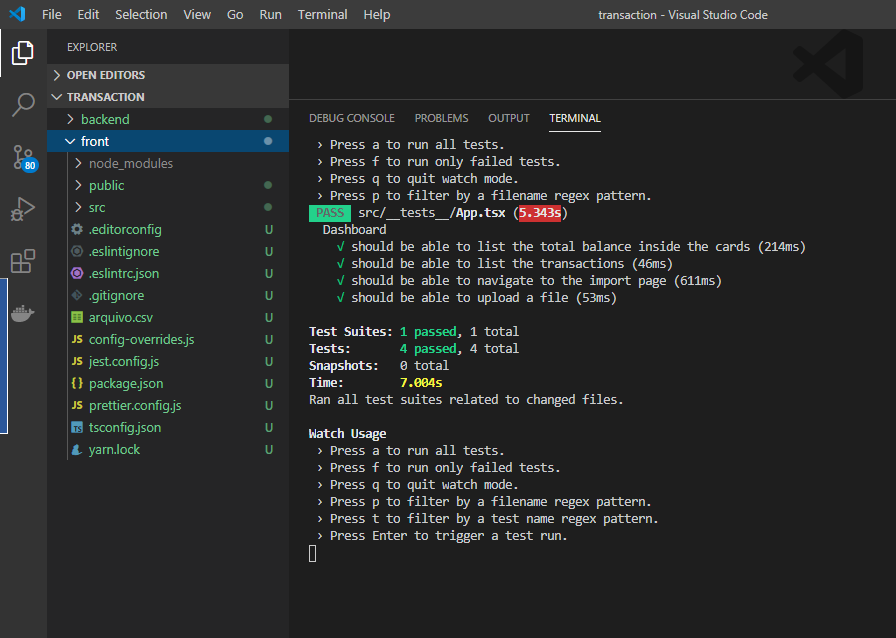 File Edit Selection View Go Run Terminal Help
transaction - Visual Studio Code
EXPLORER
OPEN EDITORS
TRANSACTION
backend
front
node_modules
public
src
.editorconfig U
.eslintignore U
.eslintrc.json U
.gitignore U
arquivo.csv U
JS config-overrides.js U
JS jest.config.js U
{} package.json U
JS prettier.config.js U
TS tsconfig.json U
yarn.lock U
80
DEBUG CONSOLE PROBLEMS OUTPUT TERMINAL
› Press a to run all tests.
› Press f to run only failed tests.
› Press q to quit watch mode.
› Press p to filter by a filename regex pattern.
PASS src/__tests__/App.tsx (5.343s)
Dashboard
√ should be able to list the total balance inside the cards (214ms)
√ should be able to list the transactions (46ms)
√ should be able to navigate to the import page (611ms)
√ should be able to upload a file (53ms)
Test Suites: 1 passed, 1 total
Tests: 4 passed, 4 total
Snapshots: 0 total
Time: 7.004s
Ran all test suites related to changed files.
Watch Usage
› Press a to run all tests.
› Press f to run only failed tests.
› Press q to quit watch mode.
› Press p to filter by a filename regex pattern.
› Press t to filter by a test name regex pattern.
› Press Enter to trigger a test run.